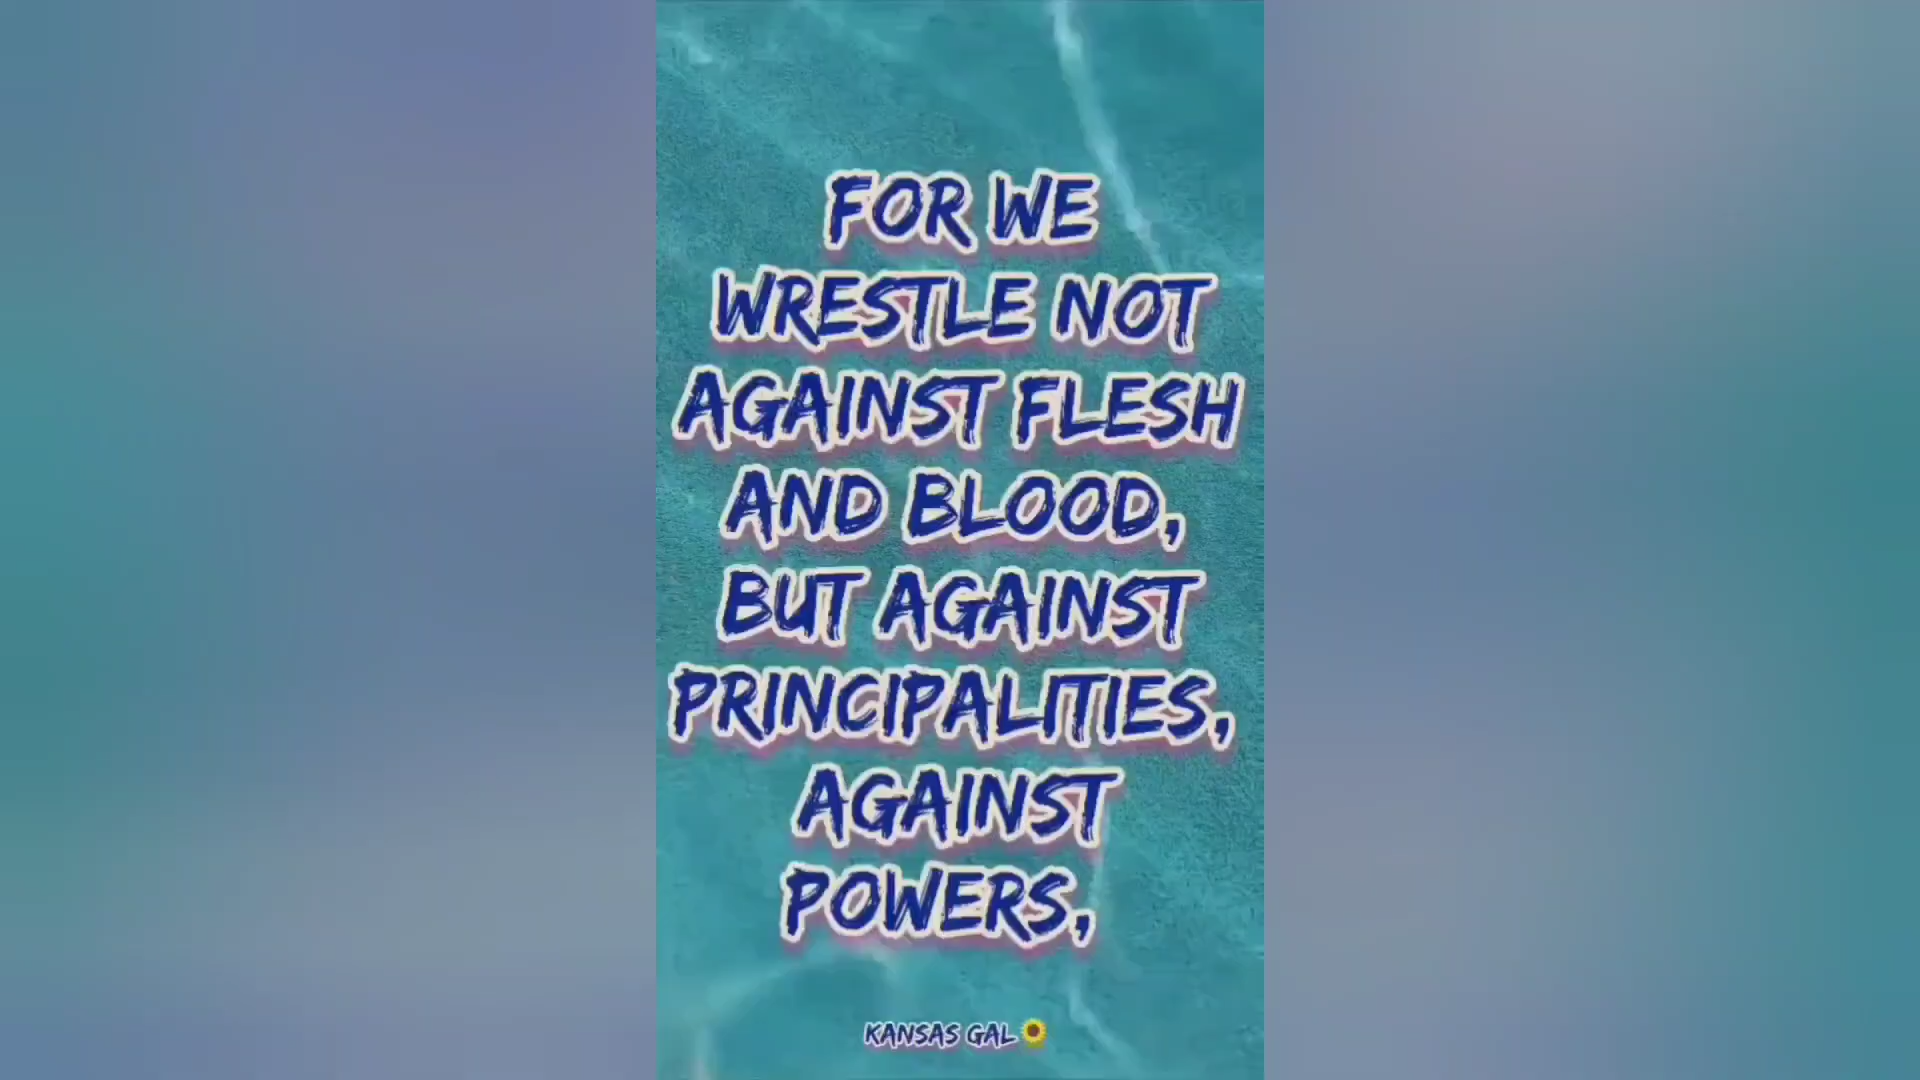 FOR WE
WRESTLE NOT
AGAINST FLESH
AND BLOOD,
BUT AGAINST
PRINCIPALITIES,
AGAINST
POWERS,
KANSAS GAL🌻